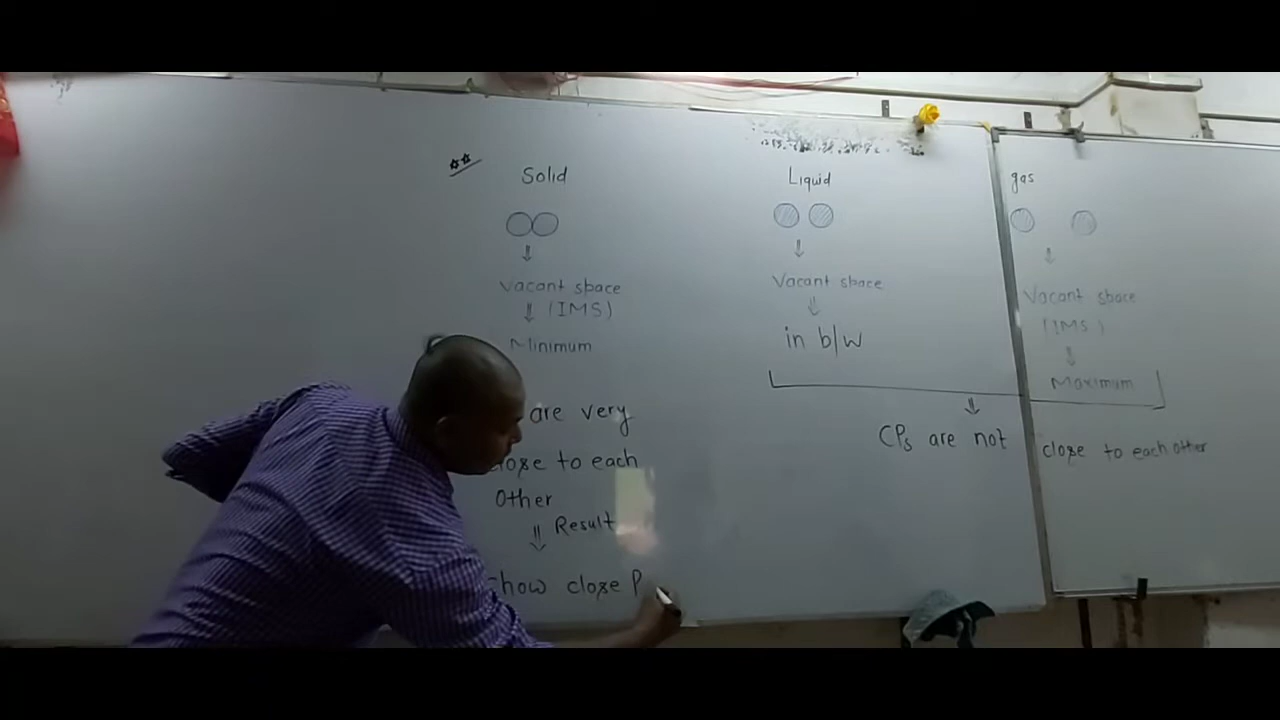 Solid
Vacant space
(IMS)
Minimum
are very
close to each
Other
Result
Show close P
Liquid
Vacant space
in b/w
gas
Vacant space
(IMS)
Maximum
CPs are not close to each other